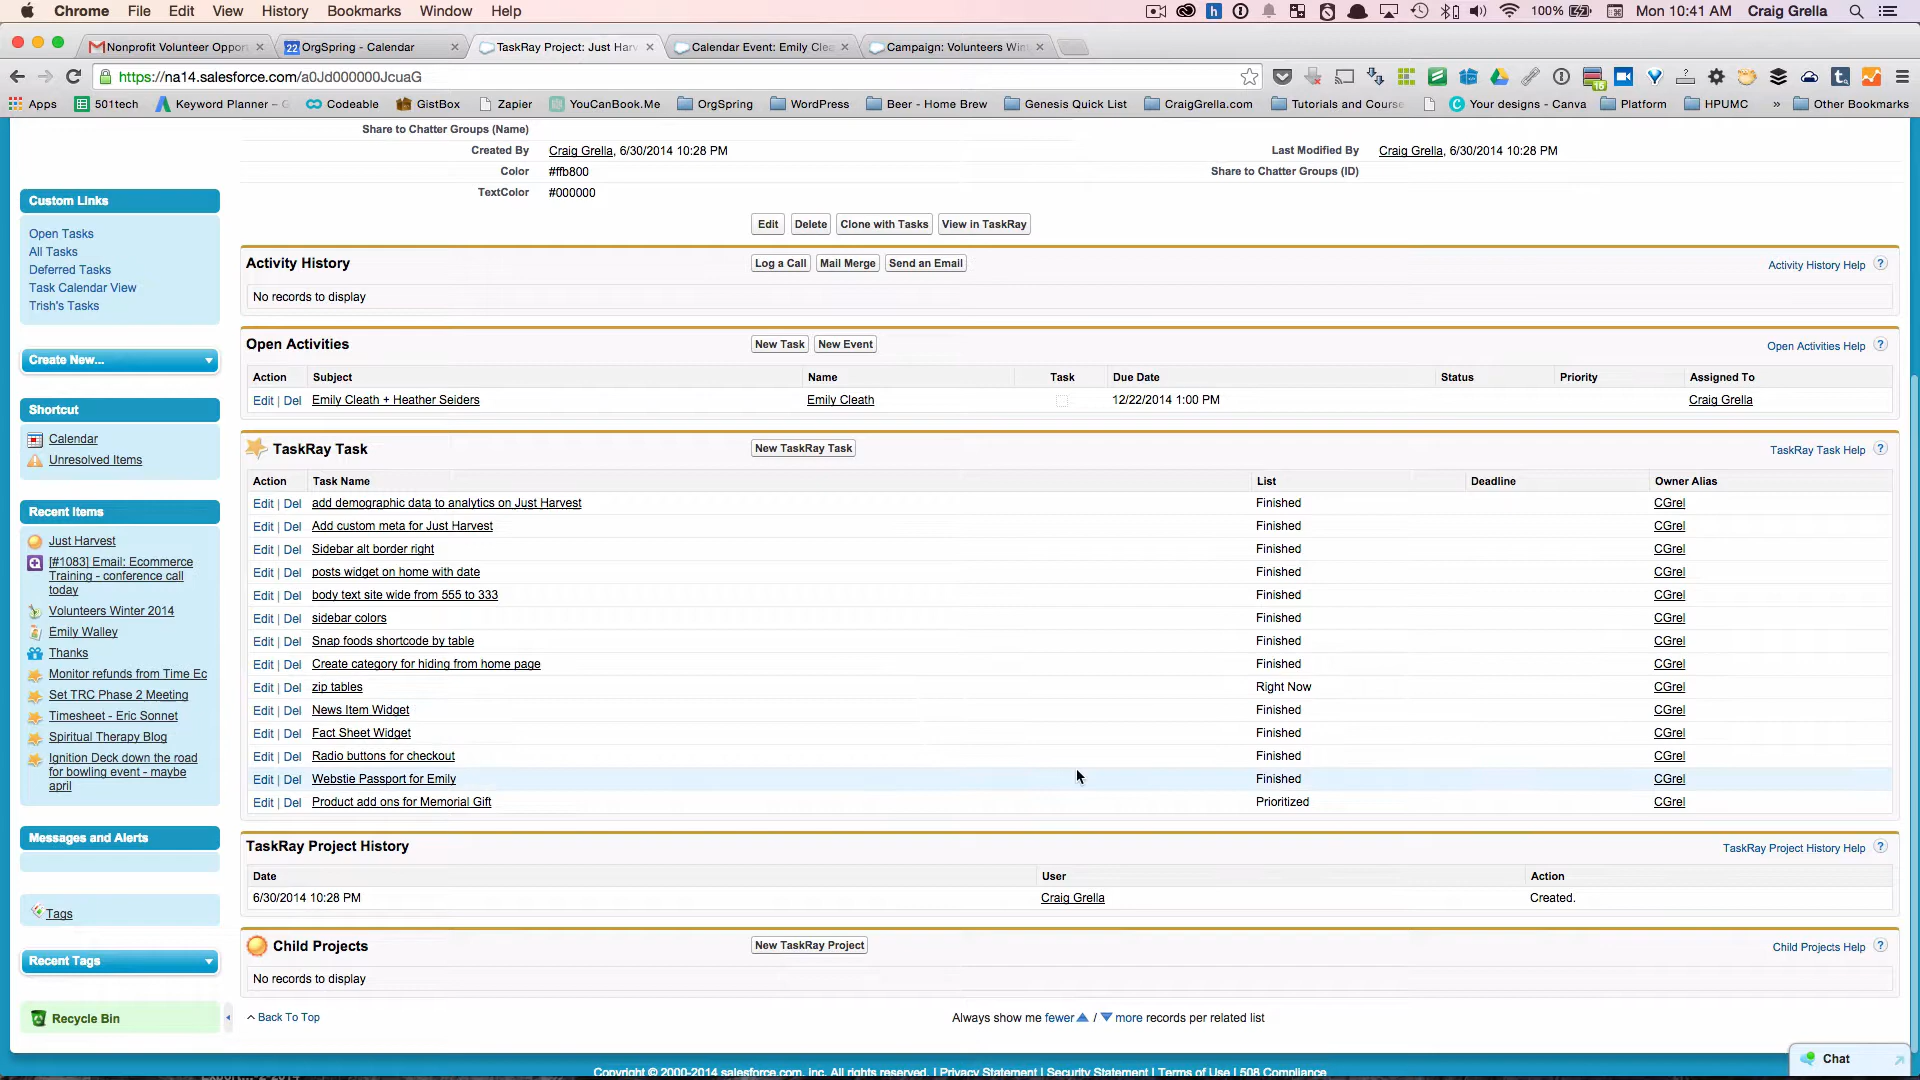 Chrome File Edit View History Bookmarks Window Help 100% Mon 10:41 AM Craig Grella
Nonprofit Volunteer Oppor
22 OrgSpring - Calendar
TaskRay Project: Just Har
Calendar Event: Emily Clea
Campaign: Volunteers Win
https://na14.salesforce.com/a0Jd000000JcuaG
Apps 501tech Keyword Planner – Codeable GistBox Zapier YouCanBook.Me OrgSpring WordPress Beer - Home Brew Genesis Quick List CraigGrella.com Tutorials and Course Your designs - Canva Platform HPUMC » Other Bookmarks
Share to Chatter Groups (Name)
Created By Craig Grella, 6/30/2014 10:28 PM Last Modified By Craig Grella, 6/30/2014 10:28 PM
Color #ffb800 Share to Chatter Groups (ID)
TextColor #000000
Edit Delete Clone with Tasks View in TaskRay
Custom Links
Open Tasks
All Tasks
Deferred Tasks
Task Calendar View
Trish's Tasks
Create New...
Shortcut
Calendar
Unresolved Items
Recent Items
Just Harvest
[#1083] Email: Ecommerce
Training - conference call
today
Volunteers Winter 2014
Emily Walley
Thanks
Monitor refunds from Time Ec
Set TRC Phase 2 Meeting
Timesheet - Eric Sonnet
Spiritual Therapy Blog
Ignition Deck down the road
for bowling event - maybe
april
Messages and Alerts
Tags
Recent Tags
Recycle Bin
Activity History Log a Call Mail Merge Send an Email Activity History Help ?
No records to display
Open Activities New Task New Event Open Activities Help ?
Action Subject Name Task Due Date Status Priority Assigned To
Edit | Del Emily Cleath + Heather Seiders Emily Cleath 12/22/2014 1:00 PM Craig Grella
TaskRay Task New TaskRay Task TaskRay Task Help ?
Action Task Name List Deadline Owner Alias
Edit | Del add demographic data to analytics on Just Harvest Finished CGrel
Edit | Del Add custom meta for Just Harvest Finished CGrel
Edit | Del Sidebar alt border right Finished CGrel
Edit | Del posts widget on home with date Finished CGrel
Edit | Del body text site wide from 555 to 333 Finished CGrel
Edit | Del sidebar colors Finished CGrel
Edit | Del Snap foods shortcode by table Finished CGrel
Edit | Del Create category for hiding from home page Finished CGrel
Edit | Del zip tables Right Now CGrel
Edit | Del News Item Widget Finished CGrel
Edit | Del Fact Sheet Widget Finished CGrel
Edit | Del Radio buttons for checkout Finished CGrel
Edit | Del Webstie Passport for Emily Finished CGrel
Edit | Del Product add ons for Memorial Gift Prioritized CGrel
TaskRay Project History TaskRay Project History Help ?
Date User Action
6/30/2014 10:28 PM Craig Grella Created.
Child Projects New TaskRay Project Child Projects Help ?
No records to display
^ Back To Top Always show me fewer / more records per related list
Chat
Copyright © 2000-2014 salesforce.com, inc. All rights reserved. | Privacy Statement | Security Statement | Terms of Use | 508 Compliance